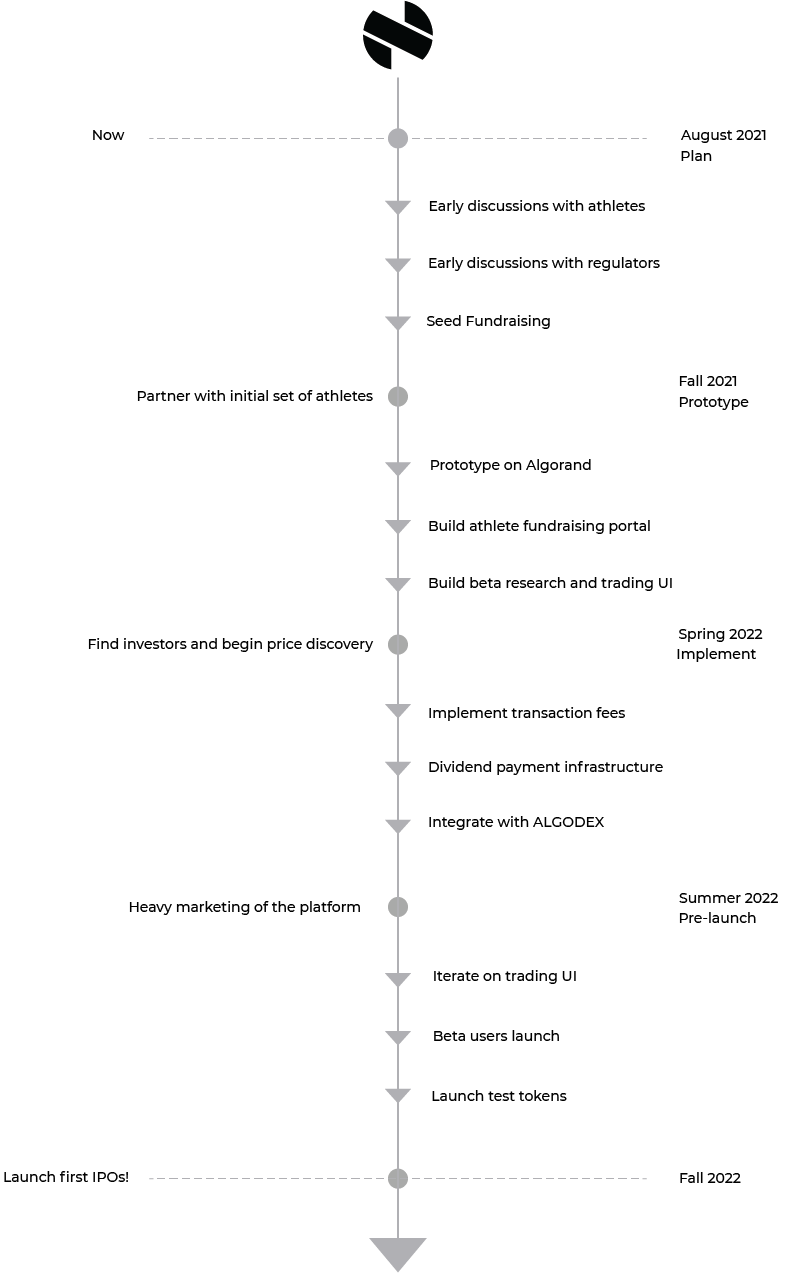 Now
August 2021
Plan
Early discussions with athletes
Early discussions with regulators
Seed Fundraising
Partner with initial set of athletes
Fall 2021
Prototype
Prototype on Algorand
Build athlete fundraising portal
Build beta research and trading UI
Find investors and begin price discovery
Spring 2022
Implement
Implement transaction fees
Dividend payment infrastructure
Integrate with ALGODEX
Heavy marketing of the platform
Summer 2022
Pre-launch
Iterate on trading UI
Beta users launch
Launch test tokens
Launch first IPOs!
Fall 2022